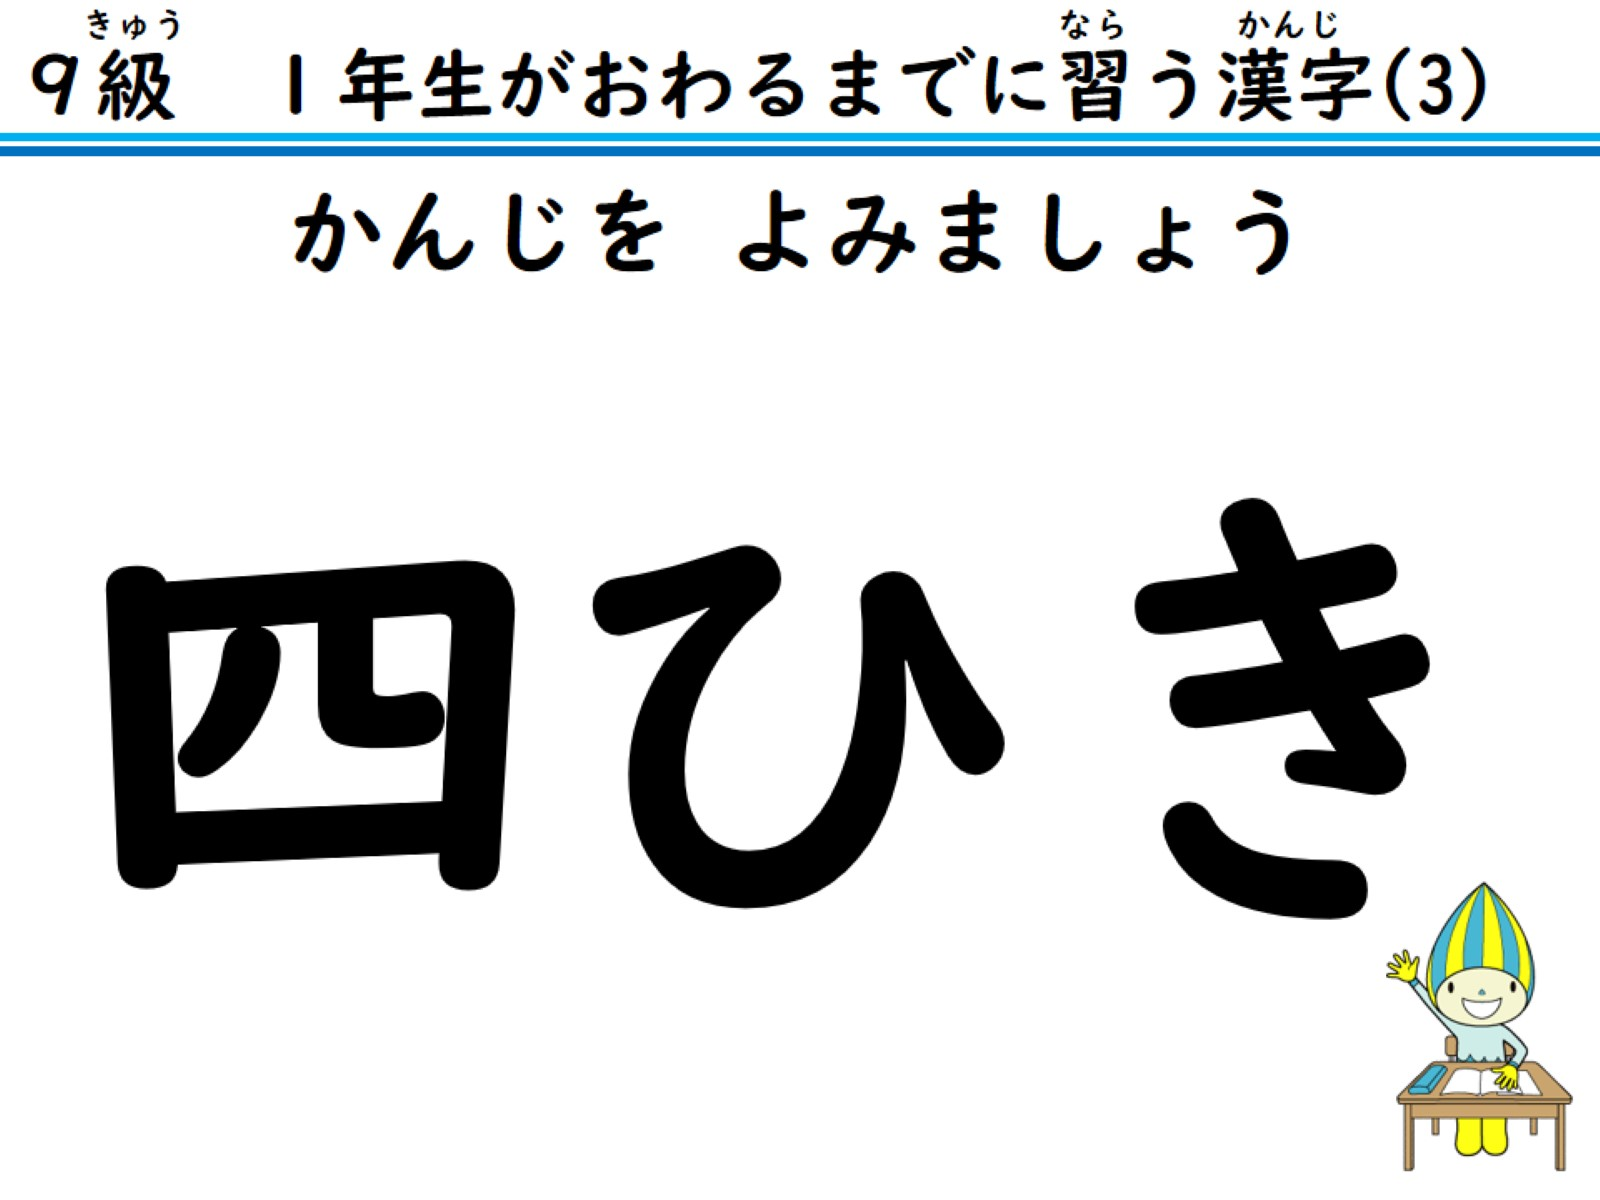 きゅう なら かんじ
9級 1年生がおわるまでに習う漢字(3)
かんじを よみましょう
四ひき